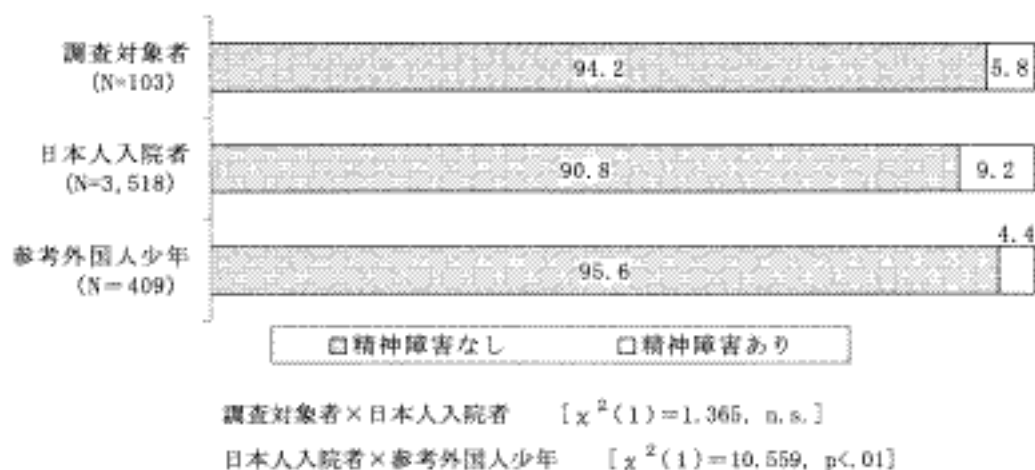 調査対象者
(N=103)
94.2
5.8
日本人入院者
(N=3,518)
90.8
9.2
参考外国人少年
(N=409)
95.6
4.4
精神障害なし
精神障害あり
調査対象者×日本人入院者 [χ²(1)=1.365, n.s.]
日本人入院者×参考外国人少年 [χ²(1)=10,559, p<.01]